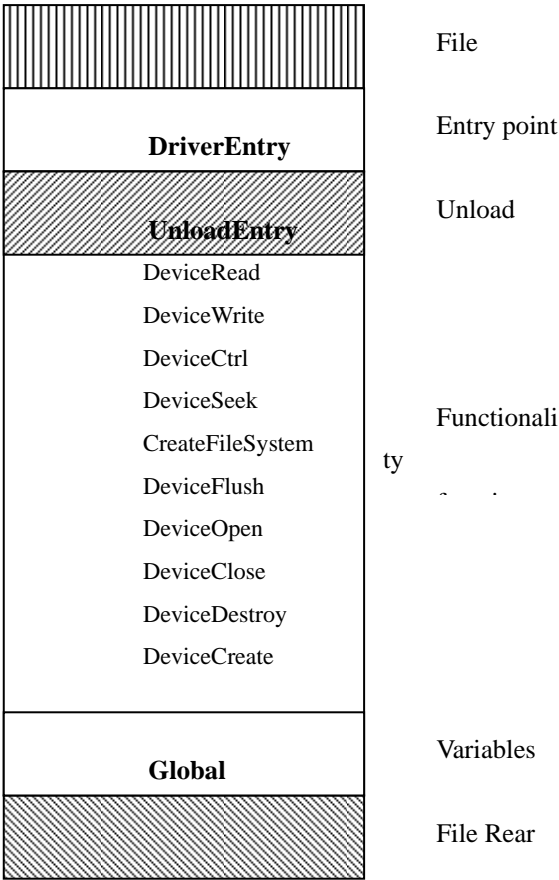 File
Entry point
DriverEntry
Unload
UnloadEntry
DeviceRead
DeviceWrite
DeviceCtrl
DeviceSeek
Functionali
CreateFileSystem
ty
DeviceFlush
DeviceOpen
DeviceClose
DeviceDestroy
DeviceCreate
Variables
Global
File Rear